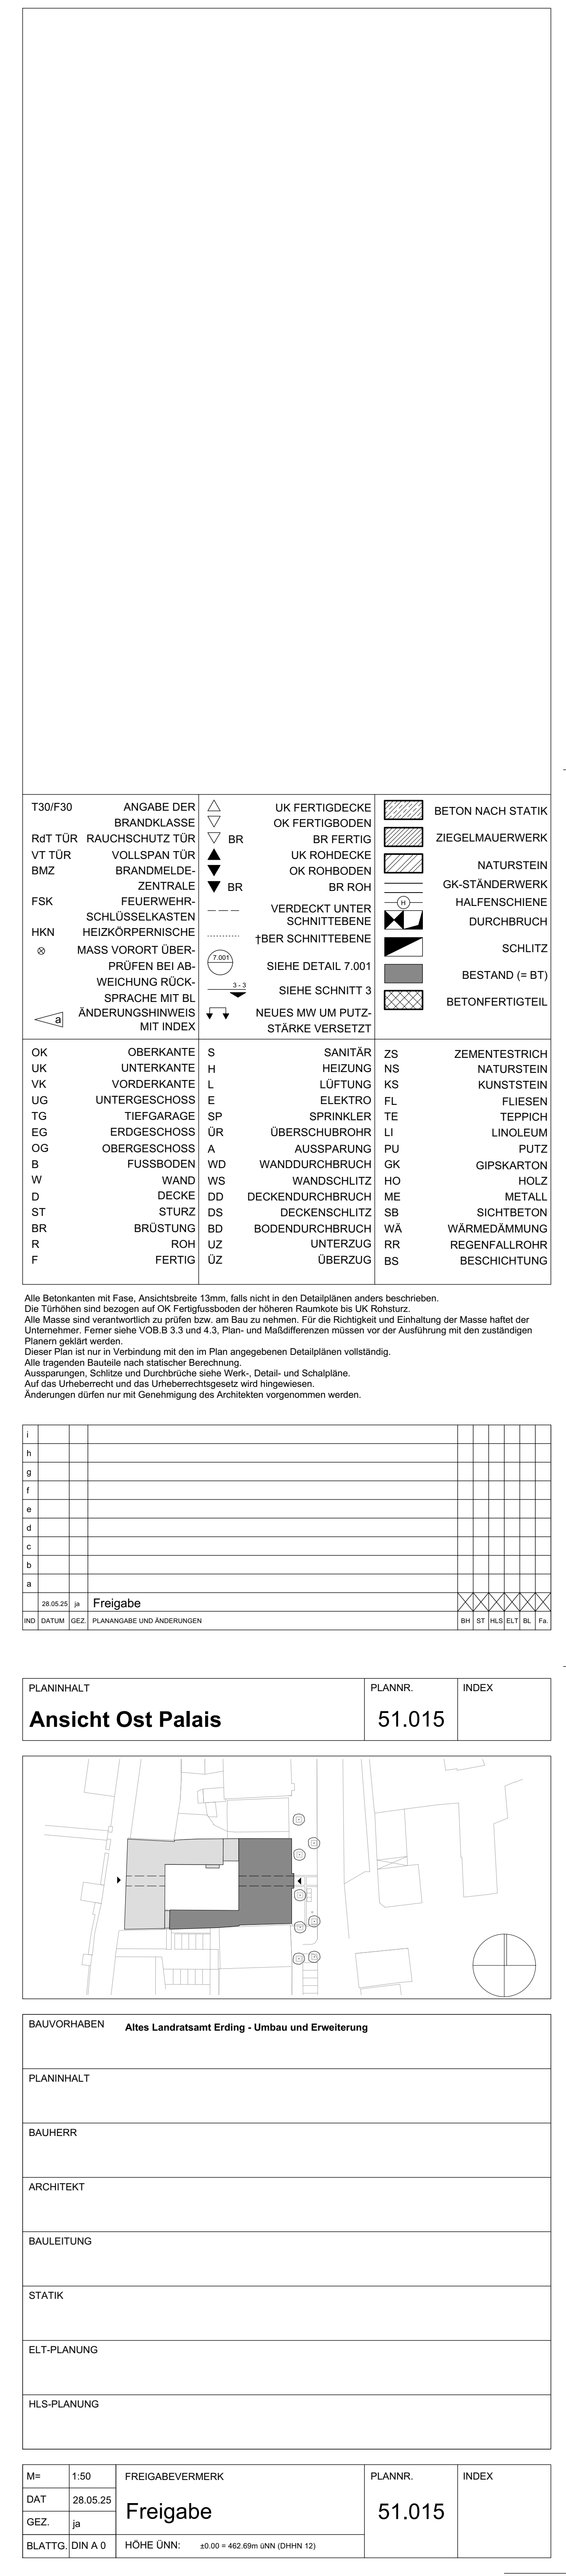 T30/F30 ANGABE DER
BRANDKLASSE
RdT TÜR RAUCHSCHUTZ TÜR
VT TÜR VOLLSPAN TÜR
BMZ BRANDMELDE-
ZENTRALE
FSK FEUERWEHR-
SCHLÜSSELKASTEN
HKN HEIZKÖRPERNISCHE
MASS VORORT ÜBER-
PRÜFEN BEI AB-
WEICHUNG RÜCK-
SPRACHE MIT BL
a ÄNDERUNGSHINWEIS
MIT INDEX
UK FERTIGDECKE
OK FERTIGBODEN
BR BR FERTIG
UK ROHDECKE
OK ROHBODEN
BR BR ROH
VERDECKT UNTER
SCHNITTEBENE
†BER SCHNITTEBENE
7.001 SIEHE DETAIL 7.001
3 - 3 SIEHE SCHNITT 3
NEUES MW UM PUTZ-
STÄRKE VERSETZT
BETON NACH STATIK
ZIEGELMAUERWERK
NATURSTEIN
GK-STÄNDERWERK
H HALFENSCHIENE
DURCHBRUCH
SCHLITZ
BESTAND (= BT)
BETONFERTIGTEIL
OK OBERKANTE
UK UNTERKANTE
VK VORDERKANTE
UG UNTERGESCHOSS
TG TIEFGARAGE
EG ERDGESCHOSS
OG OBERGESCHOSS
B FUSSBODEN
W WAND
D DECKE
ST STURZ
BR BRÜSTUNG
R ROH
F FERTIG
S SANITÄR
H HEIZUNG
L LÜFTUNG
E ELEKTRO
SP SPRINKLER
ÜR ÜBERSCHUBROHR
A AUSSPARUNG
WD WANDDURCHBRUCH
WS WANDSCHLITZ
DD DECKENDURCHBRUCH
DS DECKENSCHLITZ
BD BODENDURCHBRUCH
UZ UNTERZUG
ÜZ ÜBERZUG
ZS ZEMENTESTRICH
NS NATURSTEIN
KS KUNSTSTEIN
FL FLIESEN
TE TEPPICH
LI LINOLEUM
PU PUTZ
GK GIPSKARTON
HO HOLZ
ME METALL
SB SICHTBETON
WÄ WÄRMEDÄMMUNG
RR REGENFALLROHR
BS BESCHICHTUNG
Alle Betonkanten mit Fase, Ansichtsbreite 13mm, falls nicht in den Detailplänen anders beschrieben.
Die Türhöhen sind bezogen auf OK Fertigfussboden der höheren Raumkote bis UK Rohsturz.
Alle Masse sind verantwortlich zu prüfen bzw. am Bau zu nehmen. Für die Richtigkeit und Einhaltung der Masse haftet der
Unternehmer. Ferner siehe VOB.B 3.3 und 4.3, Plan- und Maßdifferenzen müssen vor der Ausführung mit den zuständigen
Planern geklärt werden.
Dieser Plan ist nur in Verbindung mit den im Plan angegebenen Detailplänen vollständig.
Alle tragenden Bauteile nach statischer Berechnung.
Aussparungen, Schlitze und Durchbrüche siehe Werk-, Detail- und Schalpläne.
Auf das Urheberrecht und das Urheberrechtsgesetz wird hingewiesen.
Änderungen dürfen nur mit Genehmigung des Architekten vorgenommen werden.
i
h
g
f
e
d
c
b
a
28.05.25 ja Freigabe
IND DATUM GEZ. PLANANGABE UND ÄNDERUNGEN BH ST HLS ELT BL Fa.
PLANINHALT PLANNR. INDEX
Ansicht Ost Palais 51.015
BAUVORHABEN Altes Landratsamt Erding - Umbau und Erweiterung
PLANINHALT
BAUHERR
ARCHITEKT
BAULEITUNG
STATIK
ELT-PLANUNG
HLS-PLANUNG
M= 1:50 FREIGABEVERMERK PLANNR. INDEX
DAT 28.05.25 Freigabe 51.015
GEZ. ja
BLATTG. DIN A 0 HÖHE ÜNN: ±0.00 = 462.69m üNN (DHHN 12)